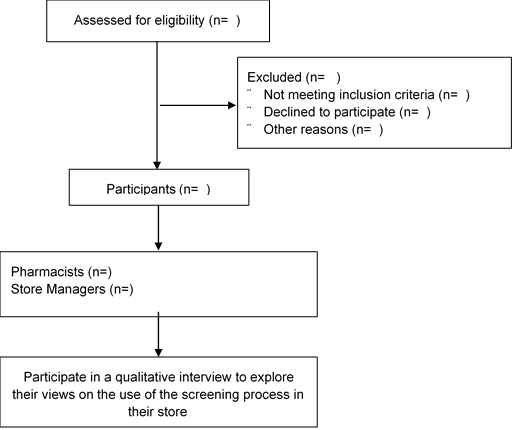 Assessed for eligibility (n=  )
Excluded (n=  )
¨ Not meeting inclusion criteria (n=  )
¨ Declined to participate (n=  )
¨ Other reasons (n=  )
Participants (n=  )
Pharmacists (n=)
Store Managers (n=)
Participate in a qualitative interview to explore
their views on the use of the screening process in
their store